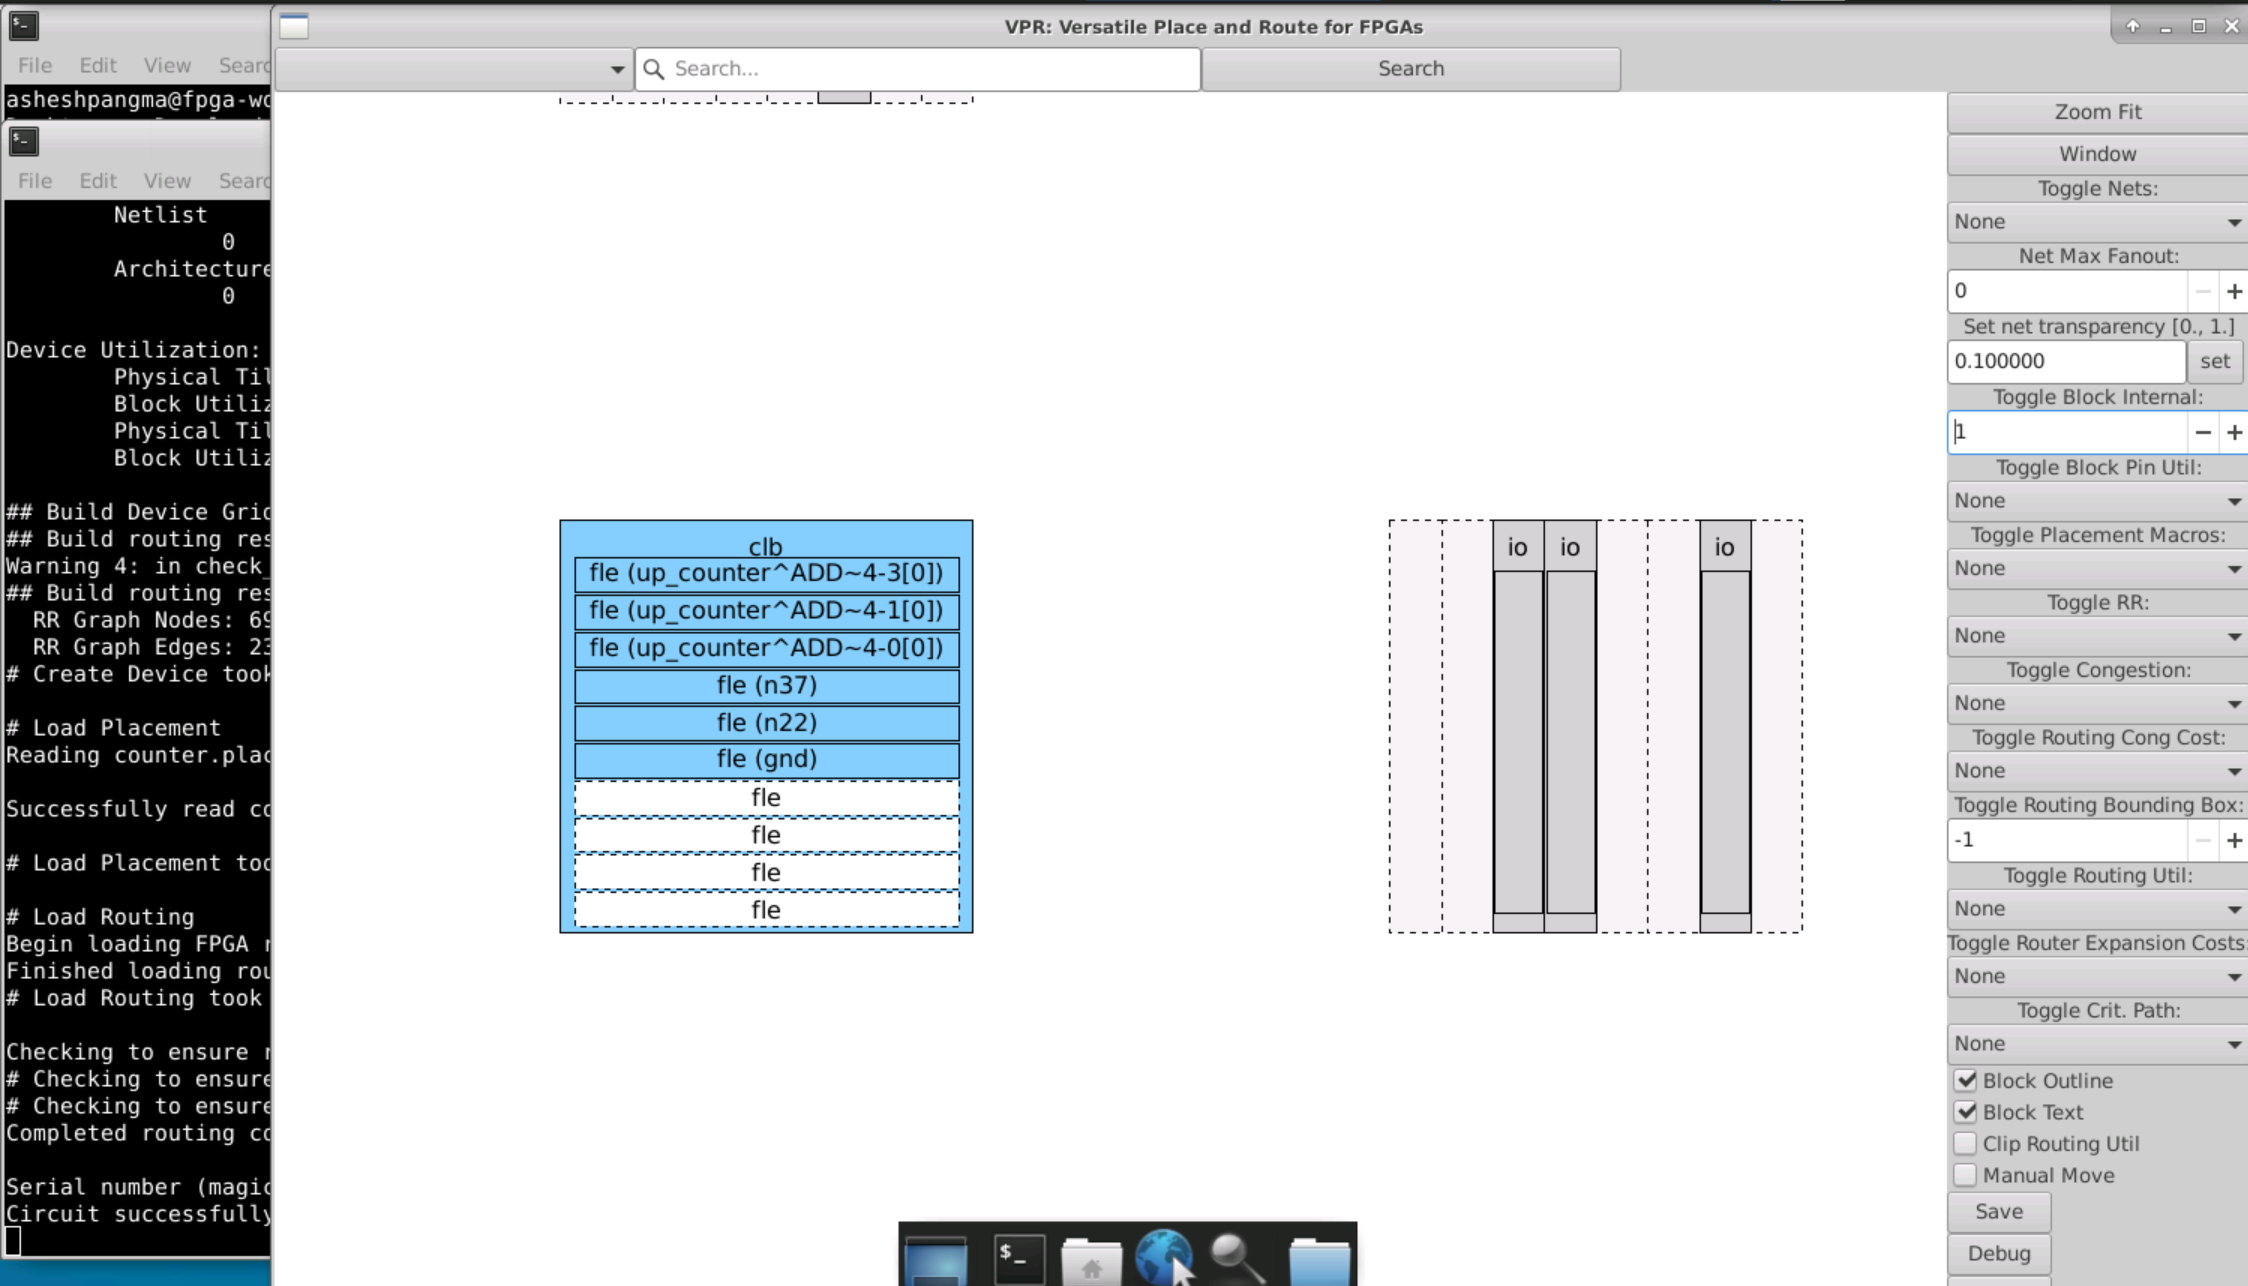 VPR: Versatile Place and Route for FPGAs
File Edit View Searc
asheshpangma@fpga-wo
Search...
Search
File Edit View Searc
Netlist
0
Architecture
0
Device Utilization:
Physical Til
Block Utiliz
Physical Til
Block Utiliz
## Build Device Grid
## Build routing res
Warning 4: in check_
## Build routing res
RR Graph Nodes: 69
RR Graph Edges: 23
# Create Device took
# Load Placement
Reading counter.plac
Successfully read co
# Load Placement too
# Load Routing
Begin loading FPGA r
Finished loading rou
# Load Routing took
Checking to ensure r
# Checking to ensure
# Checking to ensure
Completed routing co
Serial number (magic
Circuit successfully
clb
fle (up_counter^ADD~4-3[0])
fle (up_counter^ADD~4-1[0])
fle (up_counter^ADD~4-0[0])
fle (n37)
fle (n22)
fle (gnd)
fle
fle
fle
fle
io io io
Zoom Fit
Window
Toggle Nets:
None
Net Max Fanout:
0
Set net transparency [0., 1.]
0.100000 set
Toggle Block Internal:
1
Toggle Block Pin Util:
None
Toggle Placement Macros:
None
Toggle RR:
None
Toggle Congestion:
None
Toggle Routing Cong Cost:
None
Toggle Routing Bounding Box:
-1
Toggle Routing Util:
None
Toggle Router Expansion Costs:
None
Toggle Crit. Path:
None
Block Outline
Block Text
Clip Routing Util
Manual Move
Save
Debug